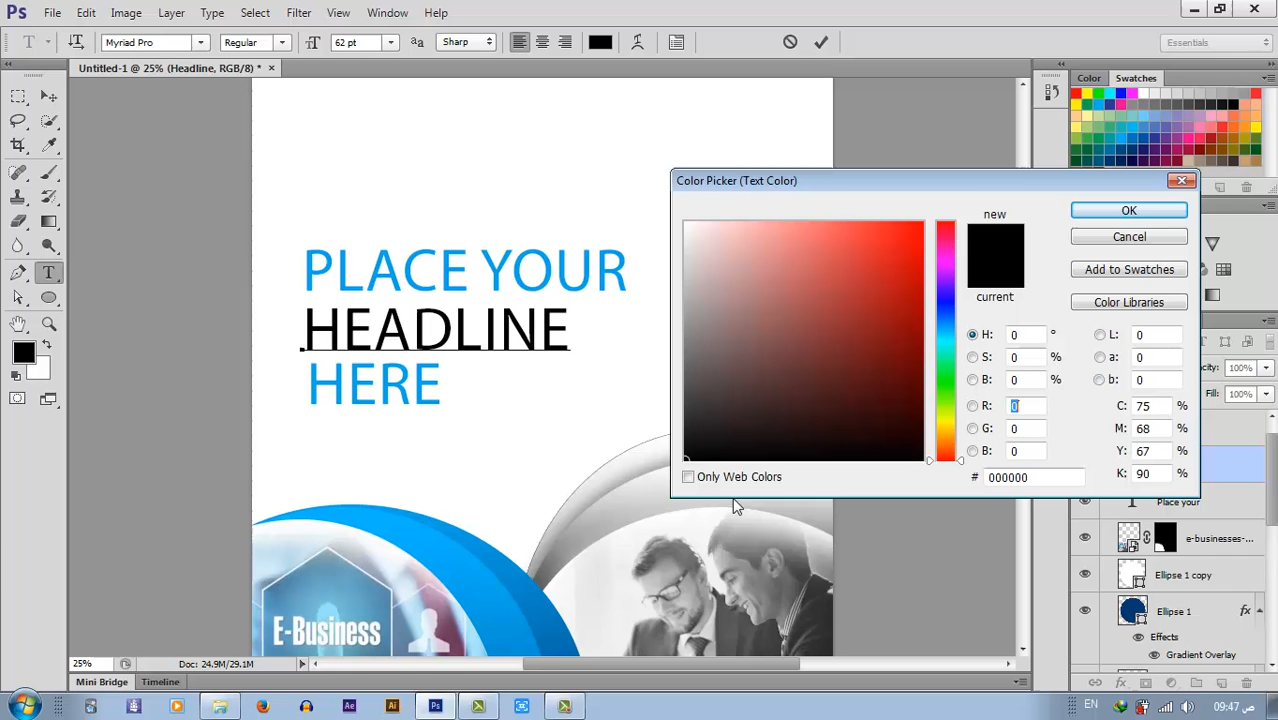 File Edit Image Layer Type Select Filter View Window Help
T Myriad Pro Regular 62 pt aa Sharp Essentials
Untitled-1 @ 25% (Headline, RGB/8) * ×
Color Swatches
Color Picker (Text Color)
new
OK
Cancel
Add to Swatches
current
Color Libraries
H: 0 ° L: 0
S: 0 % a: 0
B: 0 % b: 0
R: 0 C: 75 %
G: 0 M: 68 %
B: 0 Y: 67 %
# 000000 K: 90 %
Only Web Colors
PLACE YOUR
HEADLINE
HERE
100%
Fill: 100%
Place your
e-businesses-...
Ellipse 1 copy
Ellipse 1 fx
Effects
Gradient Overlay
E-Business
25% Doc: 24.9M/29.1M
Mini Bridge Timeline
Ae Ai Ps EN 09:47 ص